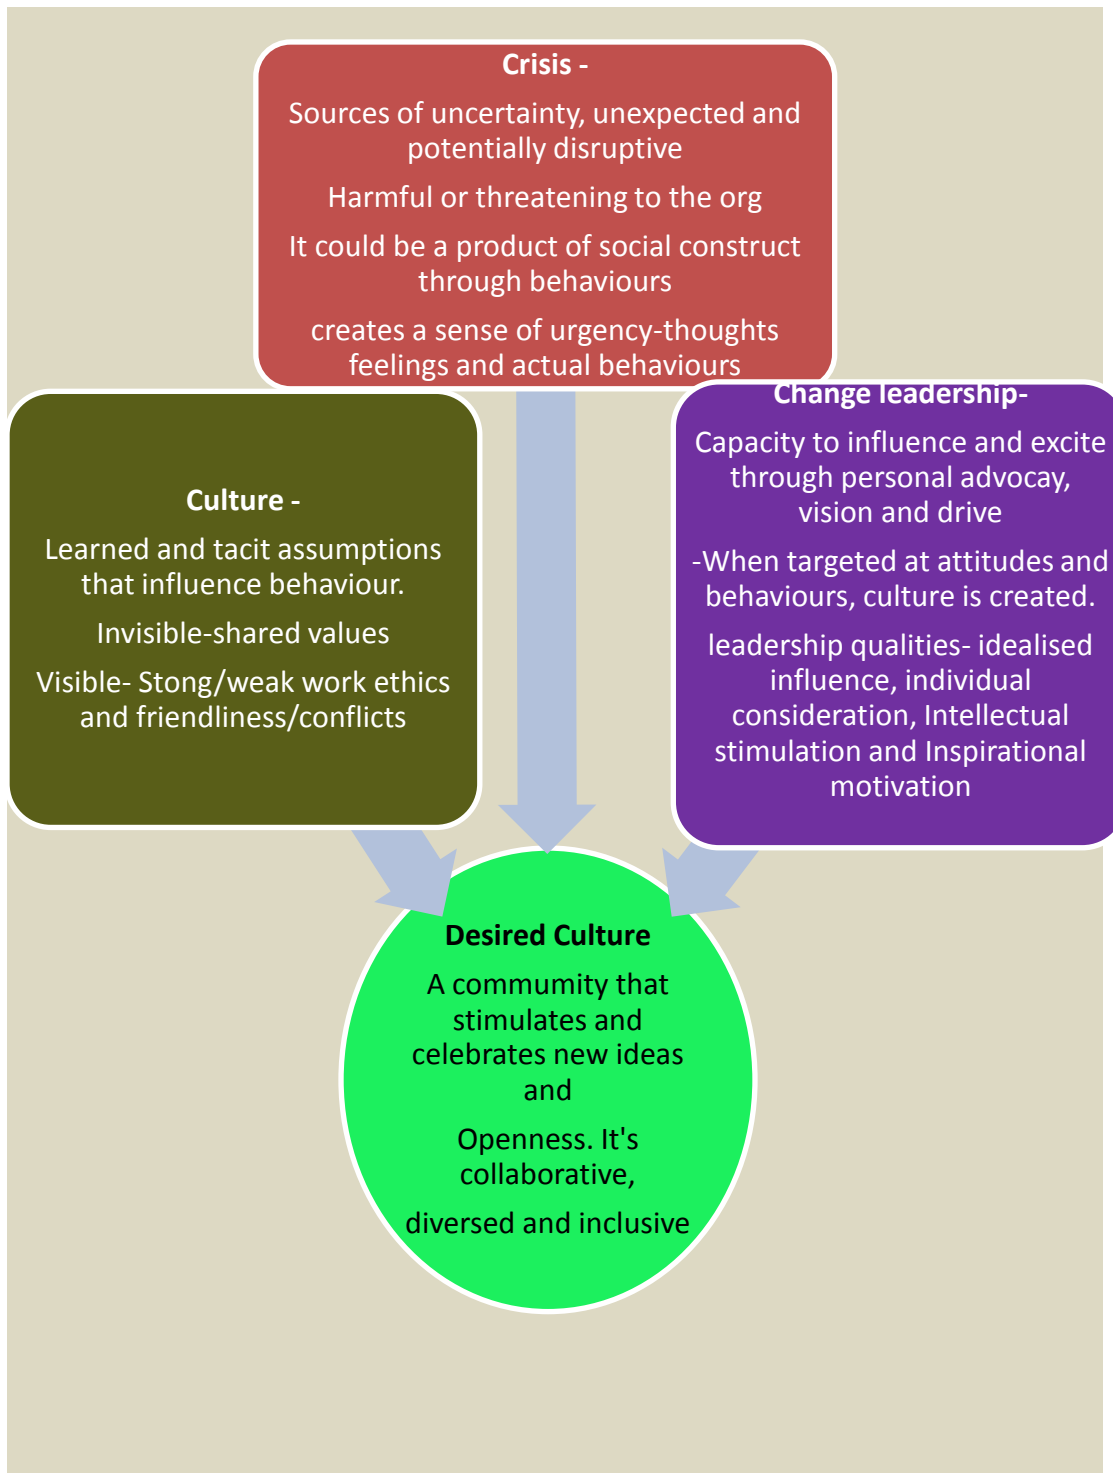 Crisis -
Sources of uncertainty, unexpected and
potentially disruptive
Harmful or threatening to the org
It could be a product of social construct
through behaviours
creates a sense of urgency-thoughts
feelings and actual behaviours
Culture -
Learned and tacit assumptions
that influence behaviour.
Invisible-shared values
Visible- Stong/weak work ethics
and friendliness/conflicts
Change leadership-
Capacity to influence and excite
through personal advocay,
vision and drive
-When targeted at attitudes and
behaviours, culture is created.
leadership qualities- idealised
influence, individual
consideration, Intellectual
stimulation and Inspirational
motivation
Desired Culture
A commumity that
stimulates and
celebrates new ideas
and
Openness. It's
collaborative,
diversed and inclusive